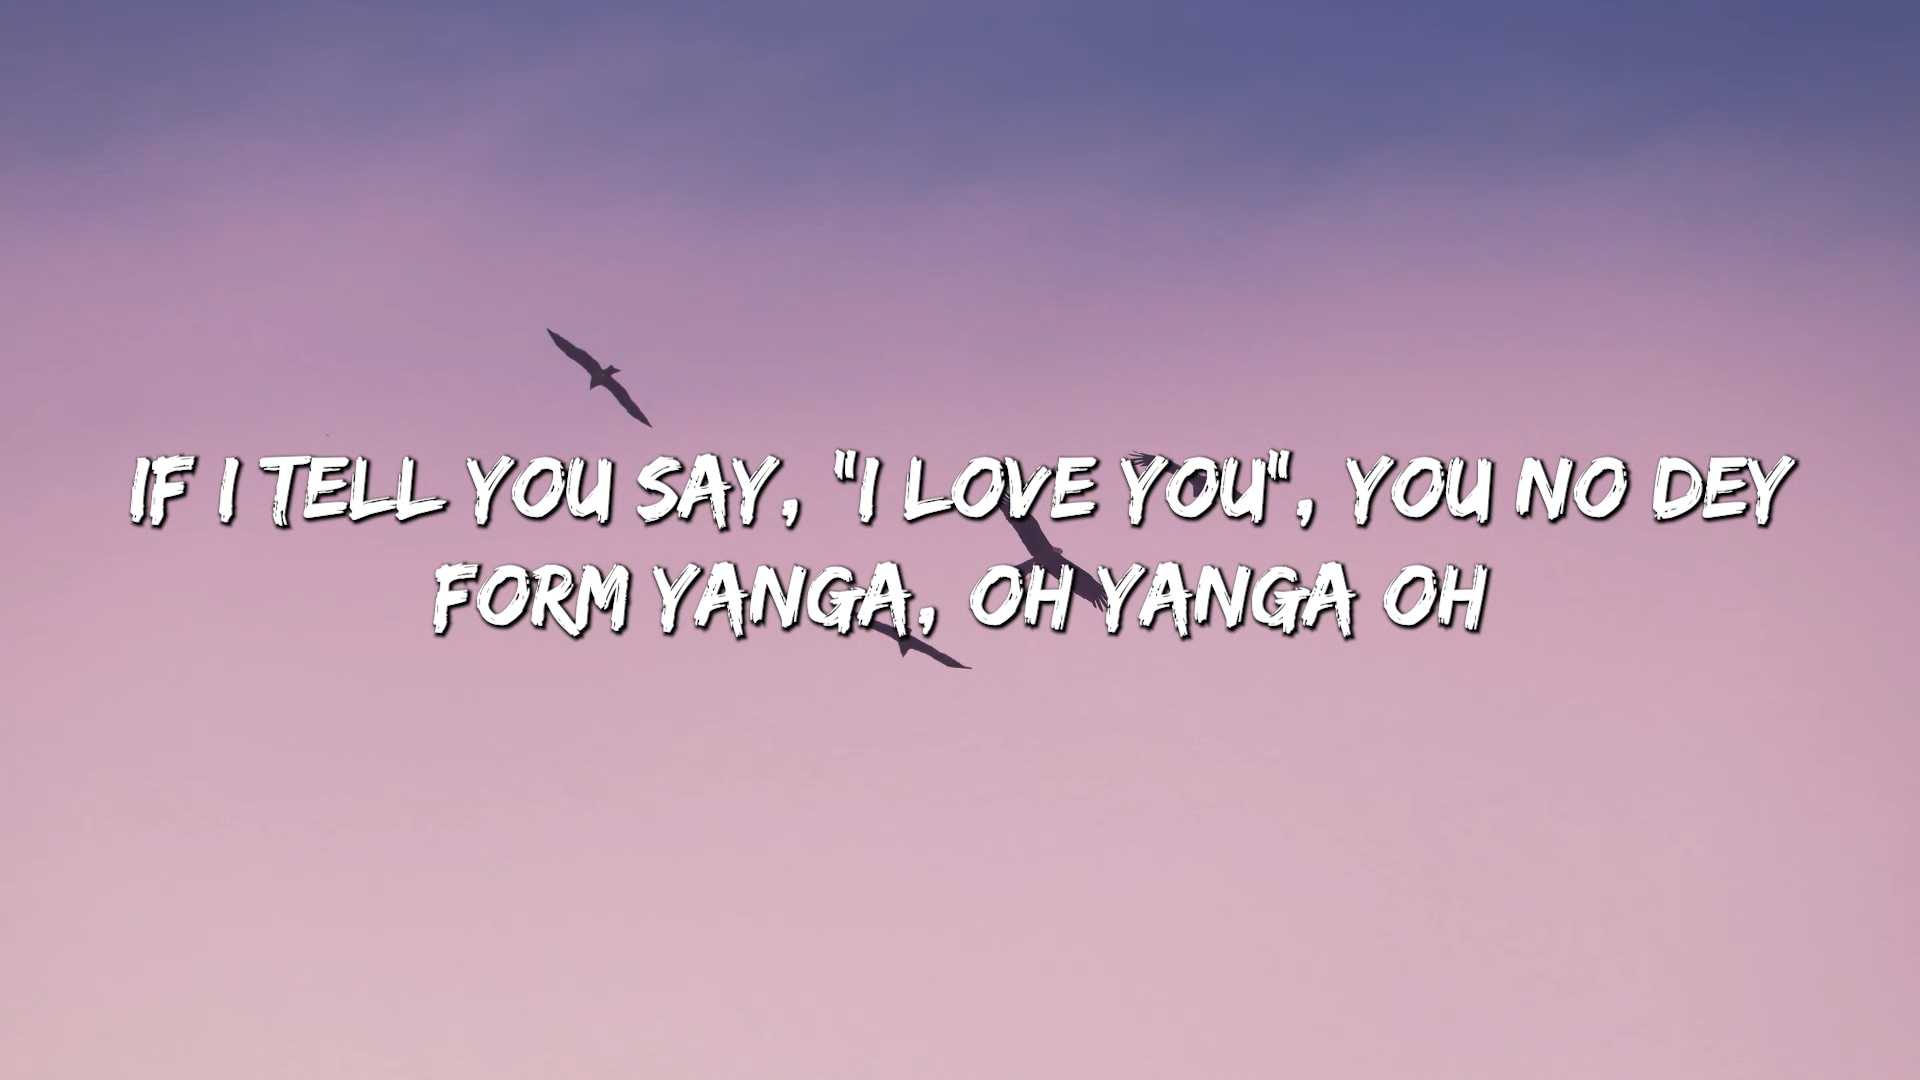 IF I TELL YOU SAY, "I LOVE YOU", YOU NO DEY
FORM YANGA, OH YANGA OH